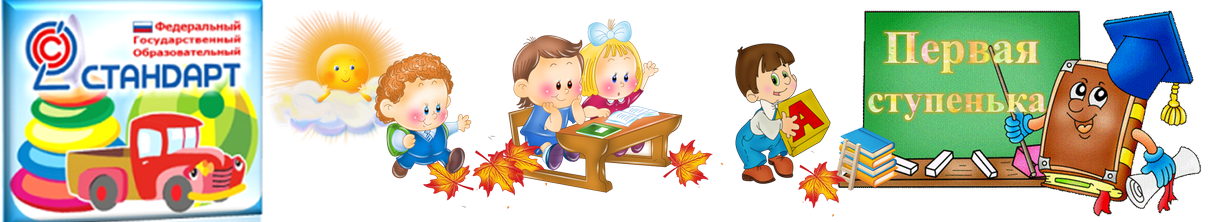 Федеральный
Государственный
Образовательный
СТАНДАРТ
А
Первая
ступенька